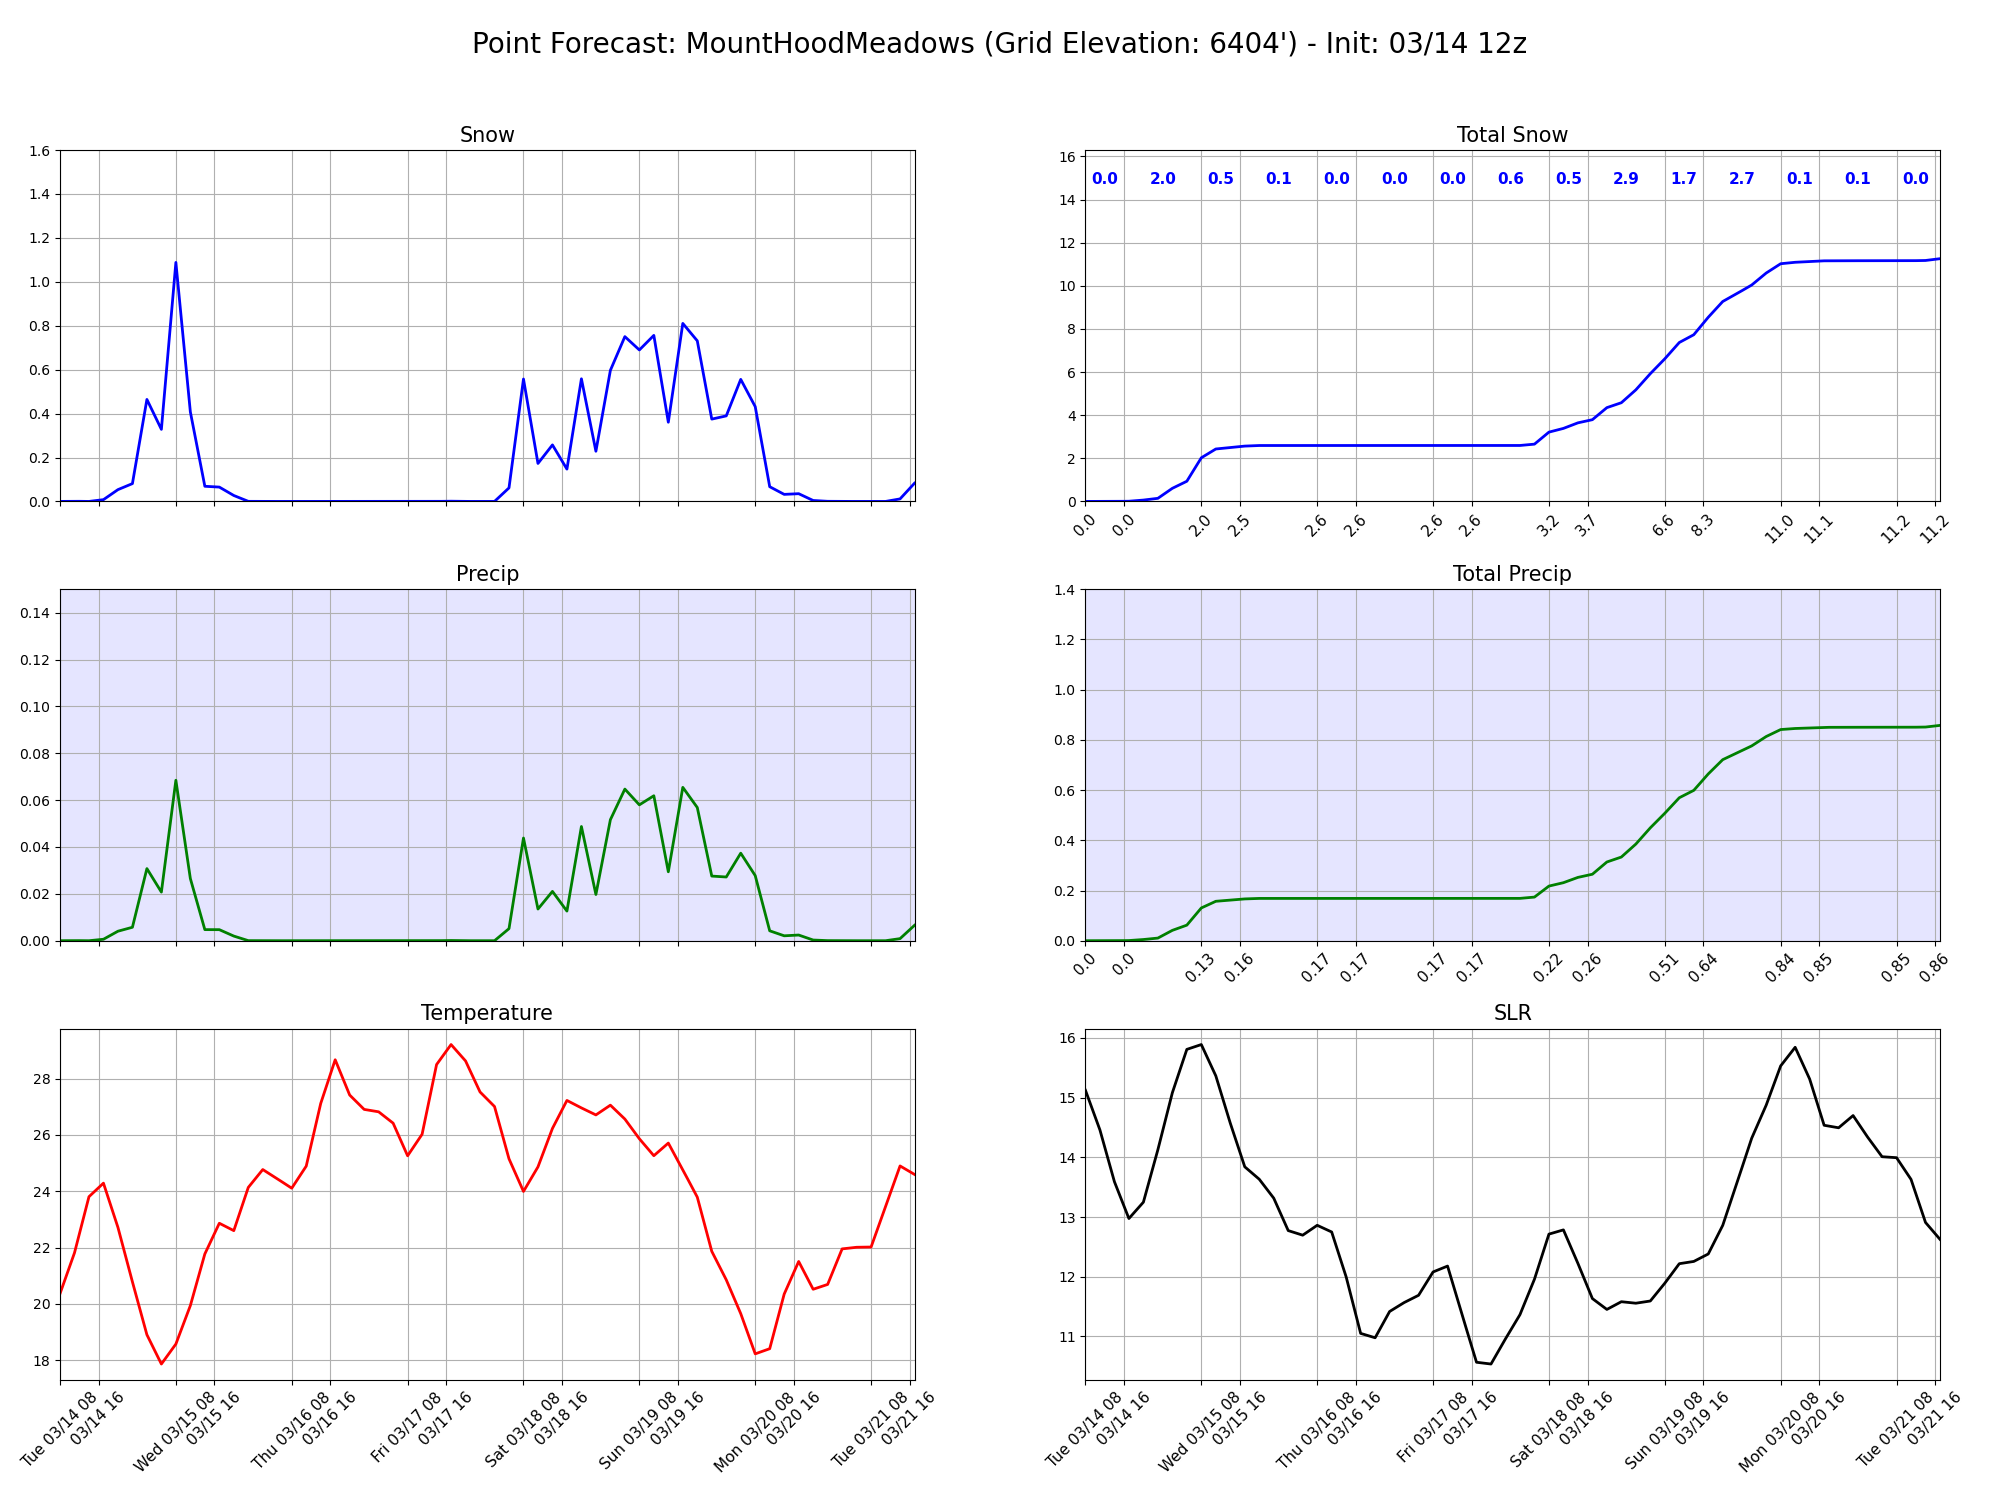 Point Forecast: MountHoodMeadows (Grid Elevation: 6404') - Init: 03/14 12z
Snow
1.6
1.4
1.2
1.0
0.8
0.6
0.4
0.2
0.0
Total Snow
16
14
12
10
8
6
4
2
0
0.0 2.0 0.5 0.1 0.0 0.0 0.0 0.6 0.5 2.9 1.7 2.7 0.1 0.1 0.0
0.0 0.0 2.0 2.5 2.6 2.6 2.6 2.6 3.2 3.7 6.6 8.3 11.0 11.1 11.2 11.2
Precip
0.14
0.12
0.10
0.08
0.06
0.04
0.02
0.00
Total Precip
1.4
1.2
1.0
0.8
0.6
0.4
0.2
0.0
0.0 0.0 0.13 0.16 0.17 0.17 0.17 0.17 0.22 0.26 0.51 0.64 0.84 0.85 0.85 0.86
Temperature
28
26
24
22
20
18
Tue 03/14 08
03/14 16
Wed 03/15 08
03/15 16
Thu 03/16 08
03/16 16
Fri 03/17 08
03/17 16
Sat 03/18 08
03/18 16
Sun 03/19 08
03/19 16
Mon 03/20 08
03/20 16
Tue 03/21 08
03/21 16
SLR
16
15
14
13
12
11
Tue 03/14 08
03/14 16
Wed 03/15 08
03/15 16
Thu 03/16 08
03/16 16
Fri 03/17 08
03/17 16
Sat 03/18 08
03/18 16
Sun 03/19 08
03/19 16
Mon 03/20 08
03/20 16
Tue 03/21 08
03/21 16